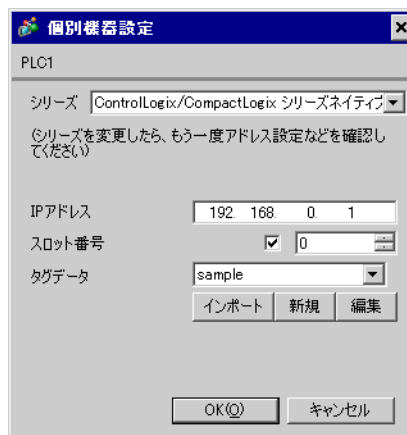 個別機器設定
PLC1
シリーズ ControlLogix/CompactLogix シリーズネイティブ
(シリーズを変更したら、もう一度アドレス設定などを確認し
てください)
IPアドレス 192. 168. 0. 1
スロット番号 0
タグデータ sample
インポート 新規 編集
OK(O) キャンセル